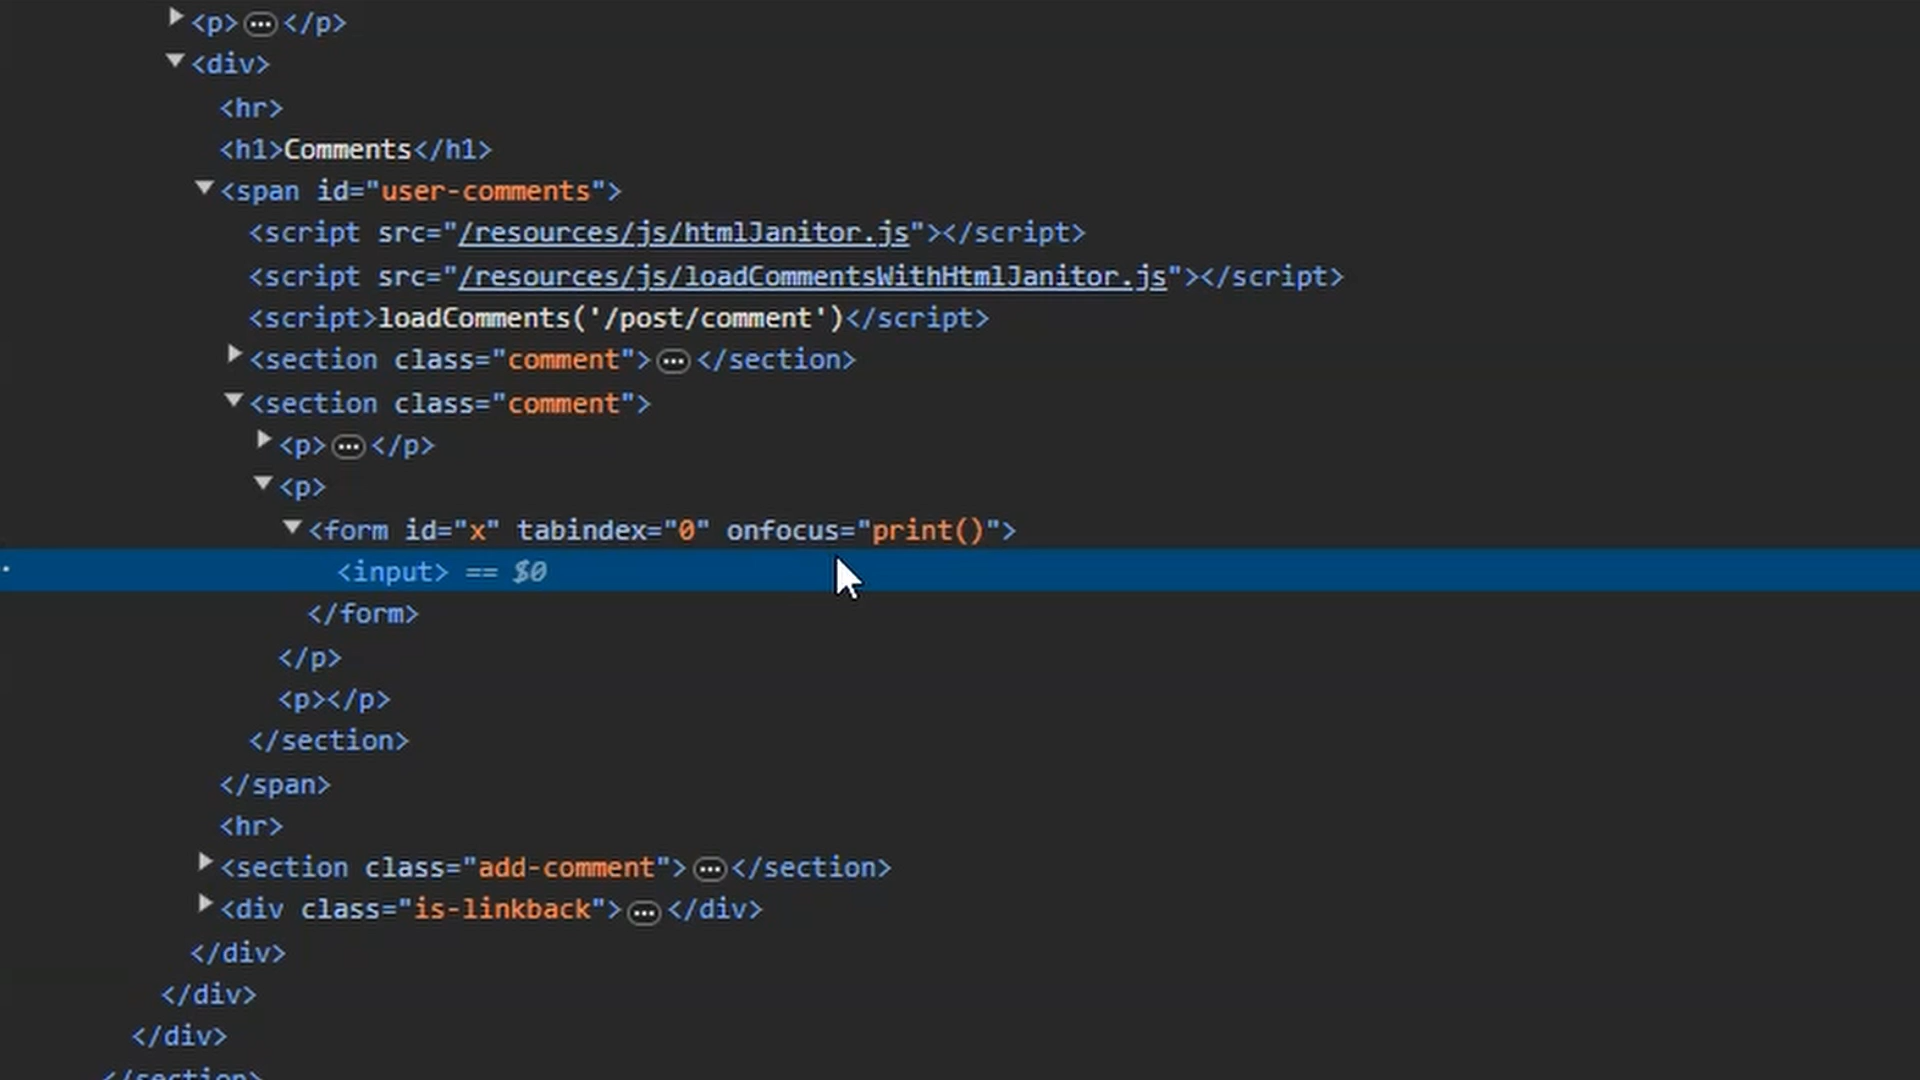 <p>…</p>
<div>
<hr>
<h1>Comments</h1>
<span id="user-comments">
<script src="/resources/js/htmlJanitor.js"></script>
<script src="/resources/js/loadCommentsWithHtmlJanitor.js"></script>
<script>loadComments('/post/comment')</script>
<section class="comment">…</section>
<section class="comment">
<p>…</p>
<p>
<form id="x" tabindex="0" onfocus="print()">
<input> == $0
</form>
</p>
<p></p>
</section>
</span>
<hr>
<section class="add-comment">…</section>
<div class="is-linkback">…</div>
</div>
</div>
</div>
</section>